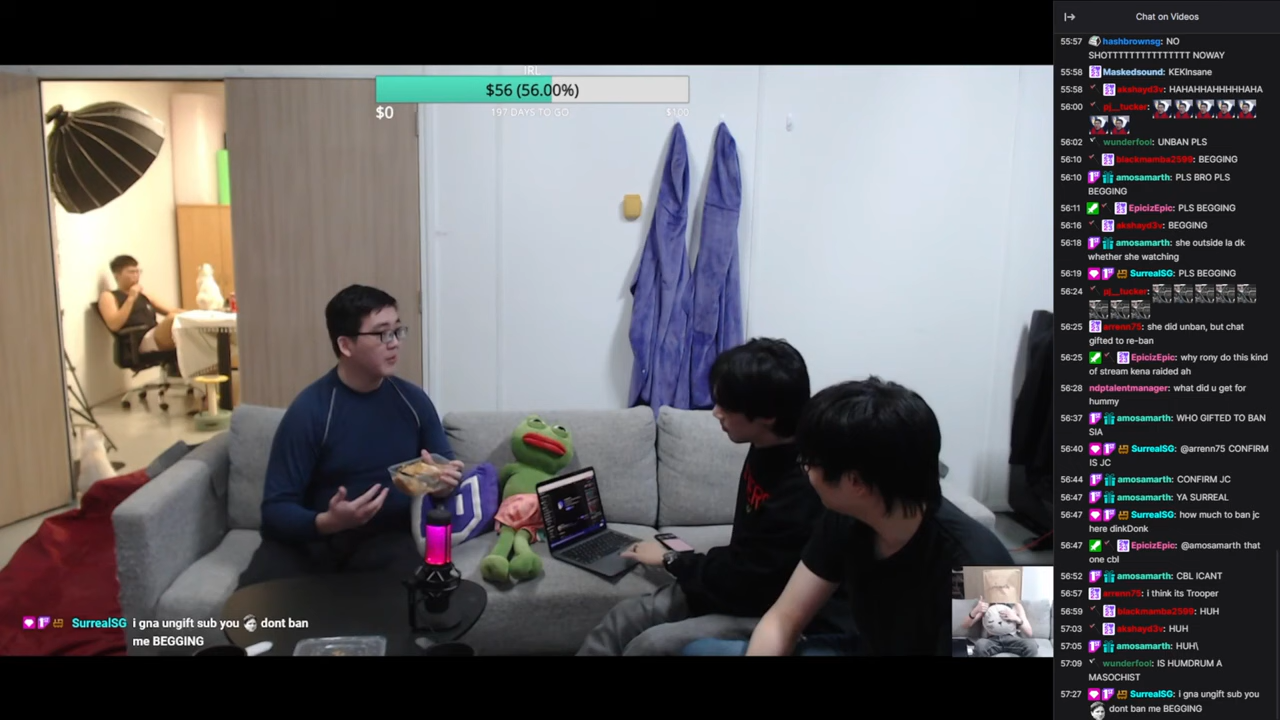 IRL
$56 (56.00%)
$0
197 DAYS TO GO
$100
SurrealSG i gna ungift sub you dont ban
me BEGGING
Chat on Videos
55:57 hashbrownsg: NO
SHOTTTTTTTTTTTTTT NOWAY
55:58 Maskedsound: KEKInsane
55:58 akshayd3v: HAHAHHAHHHHHAHA
56:00 pj__tucker:
56:02 wunderfool: UNBAN PLS
56:10 blackmamba2599: BEGGING
56:10 amosamarth: PLS BRO PLS
BEGGING
56:11 EpicizEpic: PLS BEGGING
56:16 akshayd3v: BEGGING
56:18 amosamarth: she outside la dk
whether she watching
56:19 SurrealSG: PLS BEGGING
56:24 pj__tucker:
56:25 arrenn75: she did unban, but chat
gifted to re-ban
56:25 EpicizEpic: why rony do this kind
of stream kena raided ah
56:28 ndptalentmanager: what did u get for
hummy
56:37 amosamarth: WHO GIFTED TO BAN
SIA
56:40 SurrealSG: @arrenn75 CONFIRM
IS JC
56:44 amosamarth: CONFIRM JC
56:47 amosamarth: YA SURREAL
56:47 SurrealSG: how much to ban jc
here dinkDonk
56:47 EpicizEpic: @amosamarth that
one cbl
56:52 amosamarth: CBL ICANT
56:57 arrenn75: i think its Trooper
56:59 blackmamba2599: HUH
57:03 akshayd3v: HUH
57:05 amosamarth: HUH\
57:09 wunderfool: IS HUMDRUM A
MASOCHIST
57:27 SurrealSG: i gna ungift sub you
dont ban me BEGGING